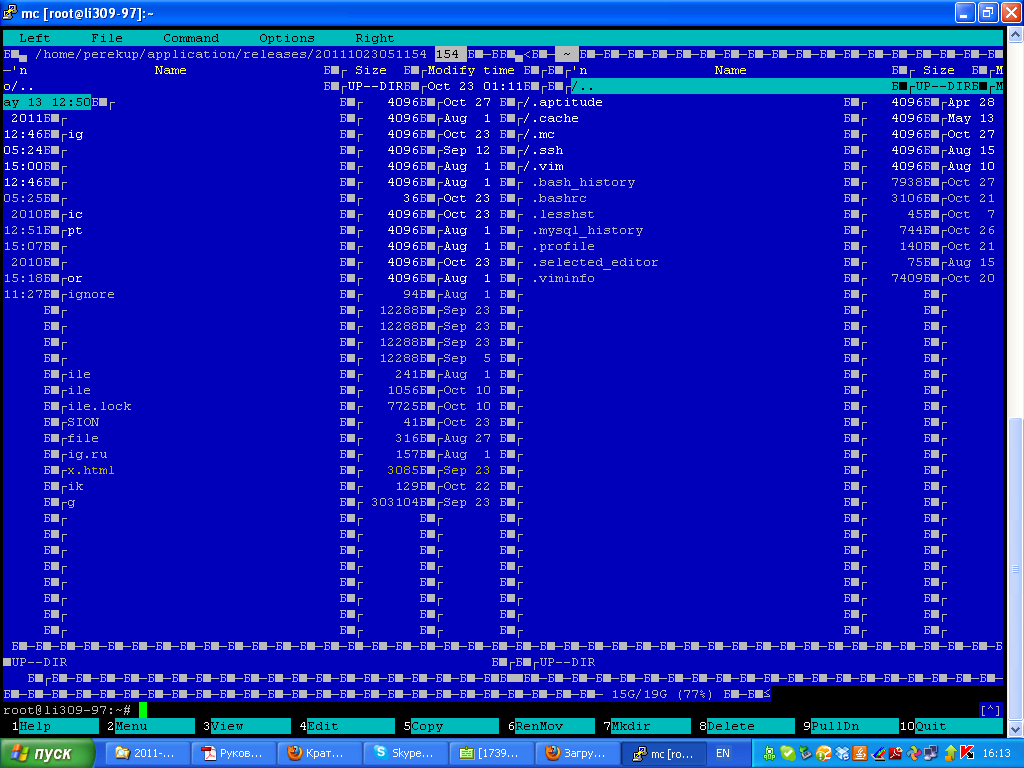 mc [root@li309-97]:~
Left File Command Options Right
/home/perekup/application/releases/20111023051154 154 ~
'n Name Size Modify time 'n Name Size M
o/.. UP--DIR Oct 23 01:11 /.. UP--DIR M
ay 13 12:50 4096 Oct 27 /.aptitude 4096 Apr 28
2011 4096 Aug 1 /.cache 4096 May 13
12:46 ig 4096 Oct 23 /.mc 4096 Oct 27
05:24 4096 Sep 12 /.ssh 4096 Aug 15
15:00 4096 Aug 1 /.vim 4096 Aug 10
12:46 4096 Aug 1 .bash_history 7938 Oct 27
05:25 36 Oct 23 .bashrc 3106 Oct 21
2010 ic 4096 Oct 23 .lesshst 45 Oct 7
12:51 pt 4096 Aug 1 .mysql_history 744 Oct 26
15:07 4096 Aug 1 .profile 140 Oct 21
2010 4096 Oct 23 .selected_editor 75 Aug 15
15:18 or 4096 Aug 1 .viminfo 7409 Oct 20
11:27 ignore 94 Aug 1
12288 Sep 23
12288 Sep 23
12288 Sep 23
12288 Sep 5
ile 241 Aug 1
ile 1056 Oct 10
ile.lock 7725 Oct 10
SION 41 Oct 23
file 316 Aug 27
ig.ru 157 Aug 1
x.html 3085 Sep 23
ik 129 Oct 22
g 303104 Sep 23
UP--DIR UP--DIR
15G/19G (77%)
root@li309-97:~# [^]
1Help 2Menu 3View 4Edit 5Copy 6RenMov 7Mkdir 8Delete 9PullDn 10Quit
пуск 2011-... Руков... Крат... Skype... [1739... Загру... mc [ro... EN 16:13